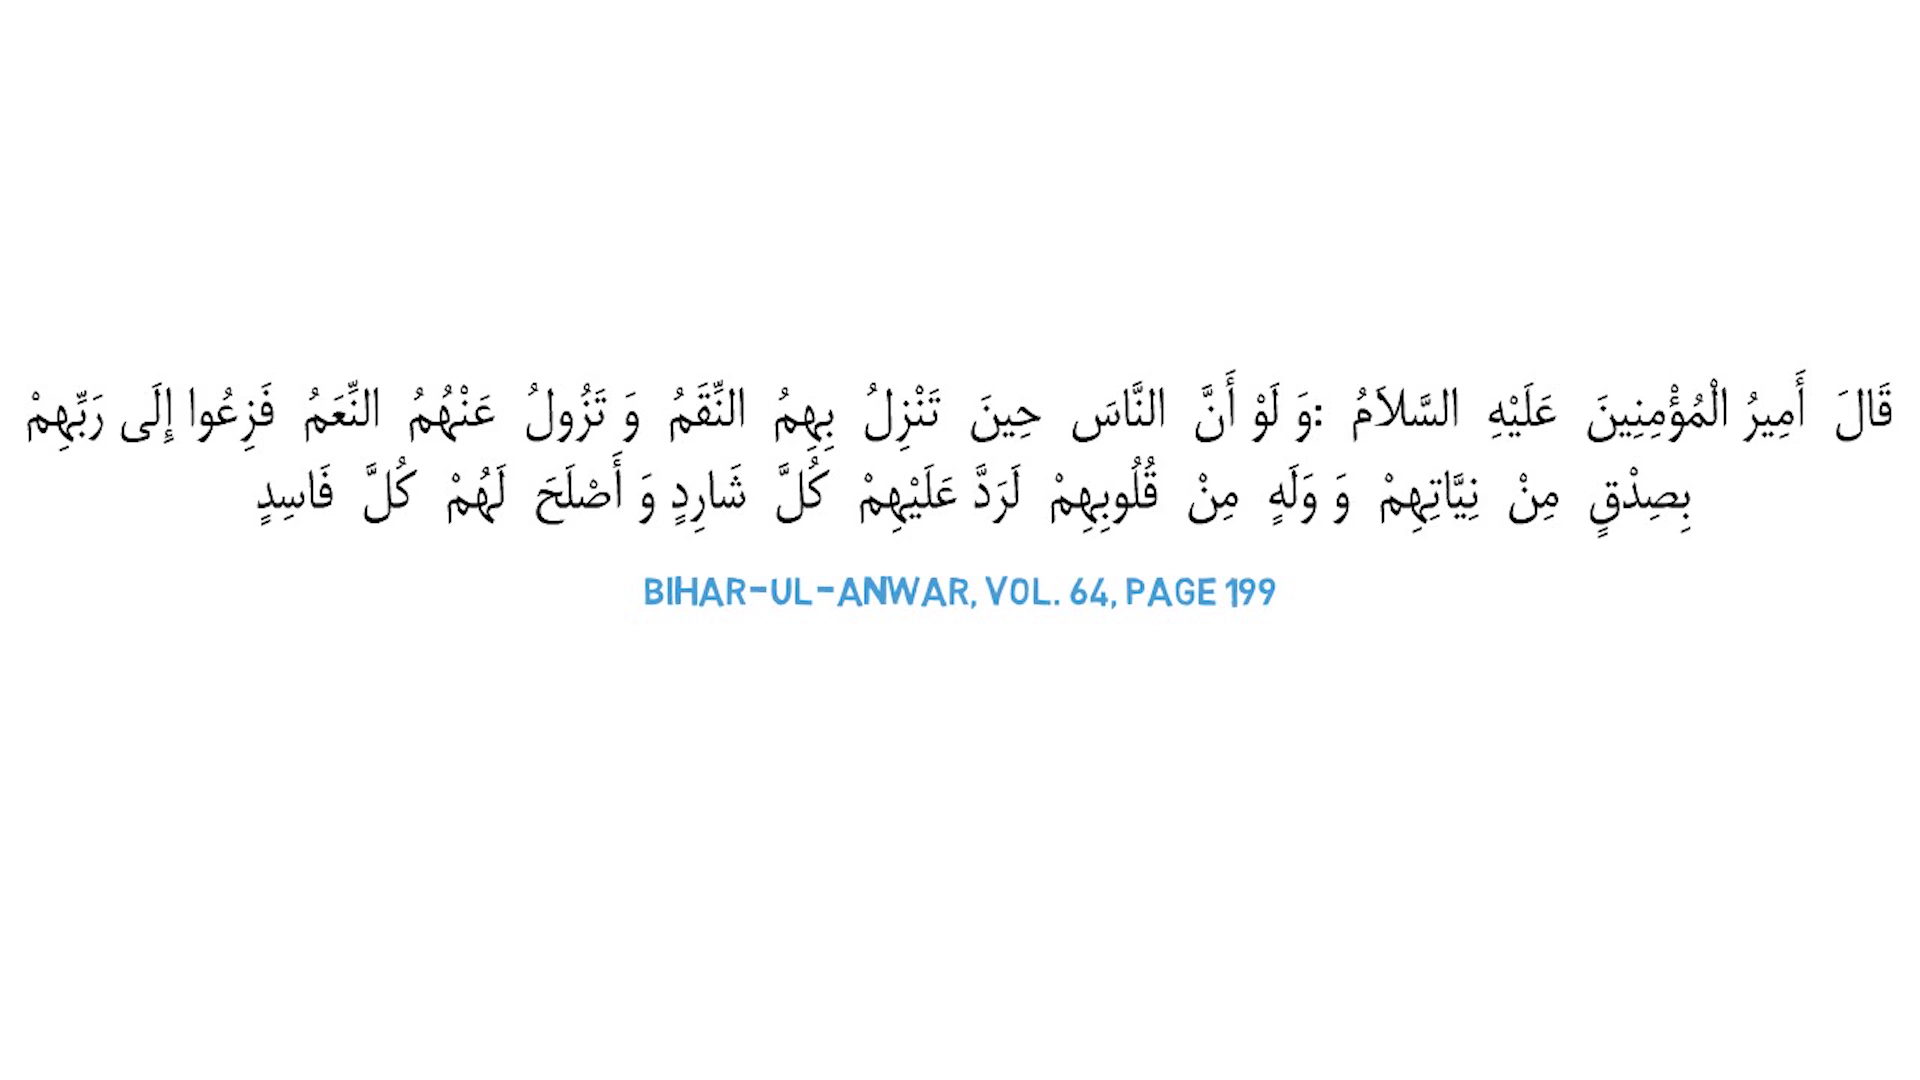 قَالَ أَمِيرُ الْمُؤْمِنِينَ عَلَيْهِ السَّلاَمُ :وَ لَوْ أَنَّ النَّاسَ حِينَ تَنْزِلُ بِهِمُ النِّقَمُ وَ تَزُولُ عَنْهُمُ النِّعَمُ فَزِعُوا إِلَى رَبِّهِمْ
بِصِدْقٍ مِنْ نِيَّاتِهِمْ وَ وَلَهٍ مِنْ قُلُوبِهِمْ لَرَدَّ عَلَيْهِمْ كُلَّ شَارِدٍ وَ أَصْلَحَ لَهُمْ كُلَّ فَاسِدٍ
BIHAR-UL-ANWAR, VOL. 64, PAGE 199